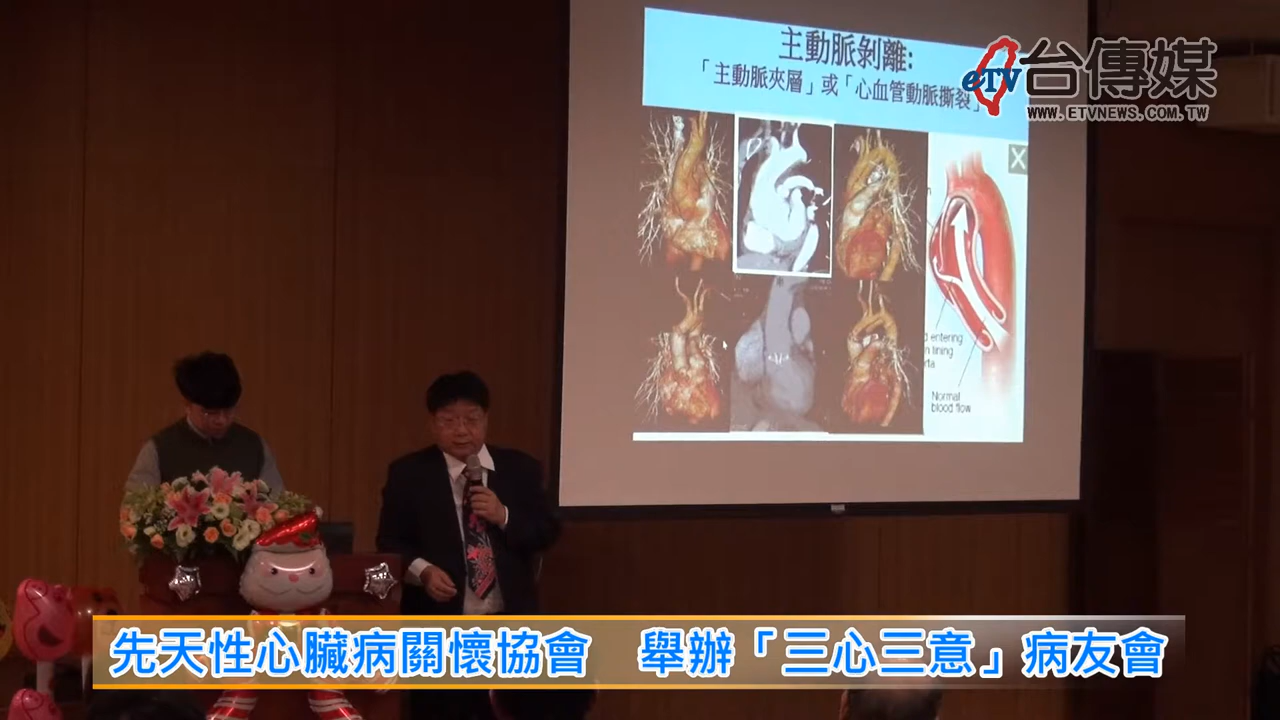 主動脈剝離:
「主動脈夾層」或「心血管動脈撕裂」
eTV台傳媒
WWW.ETVNEWS.COM.TW
X
entering
lining
Normal
blood flow
先天性心臟病關懷協會 舉辦「三心三意」病友會